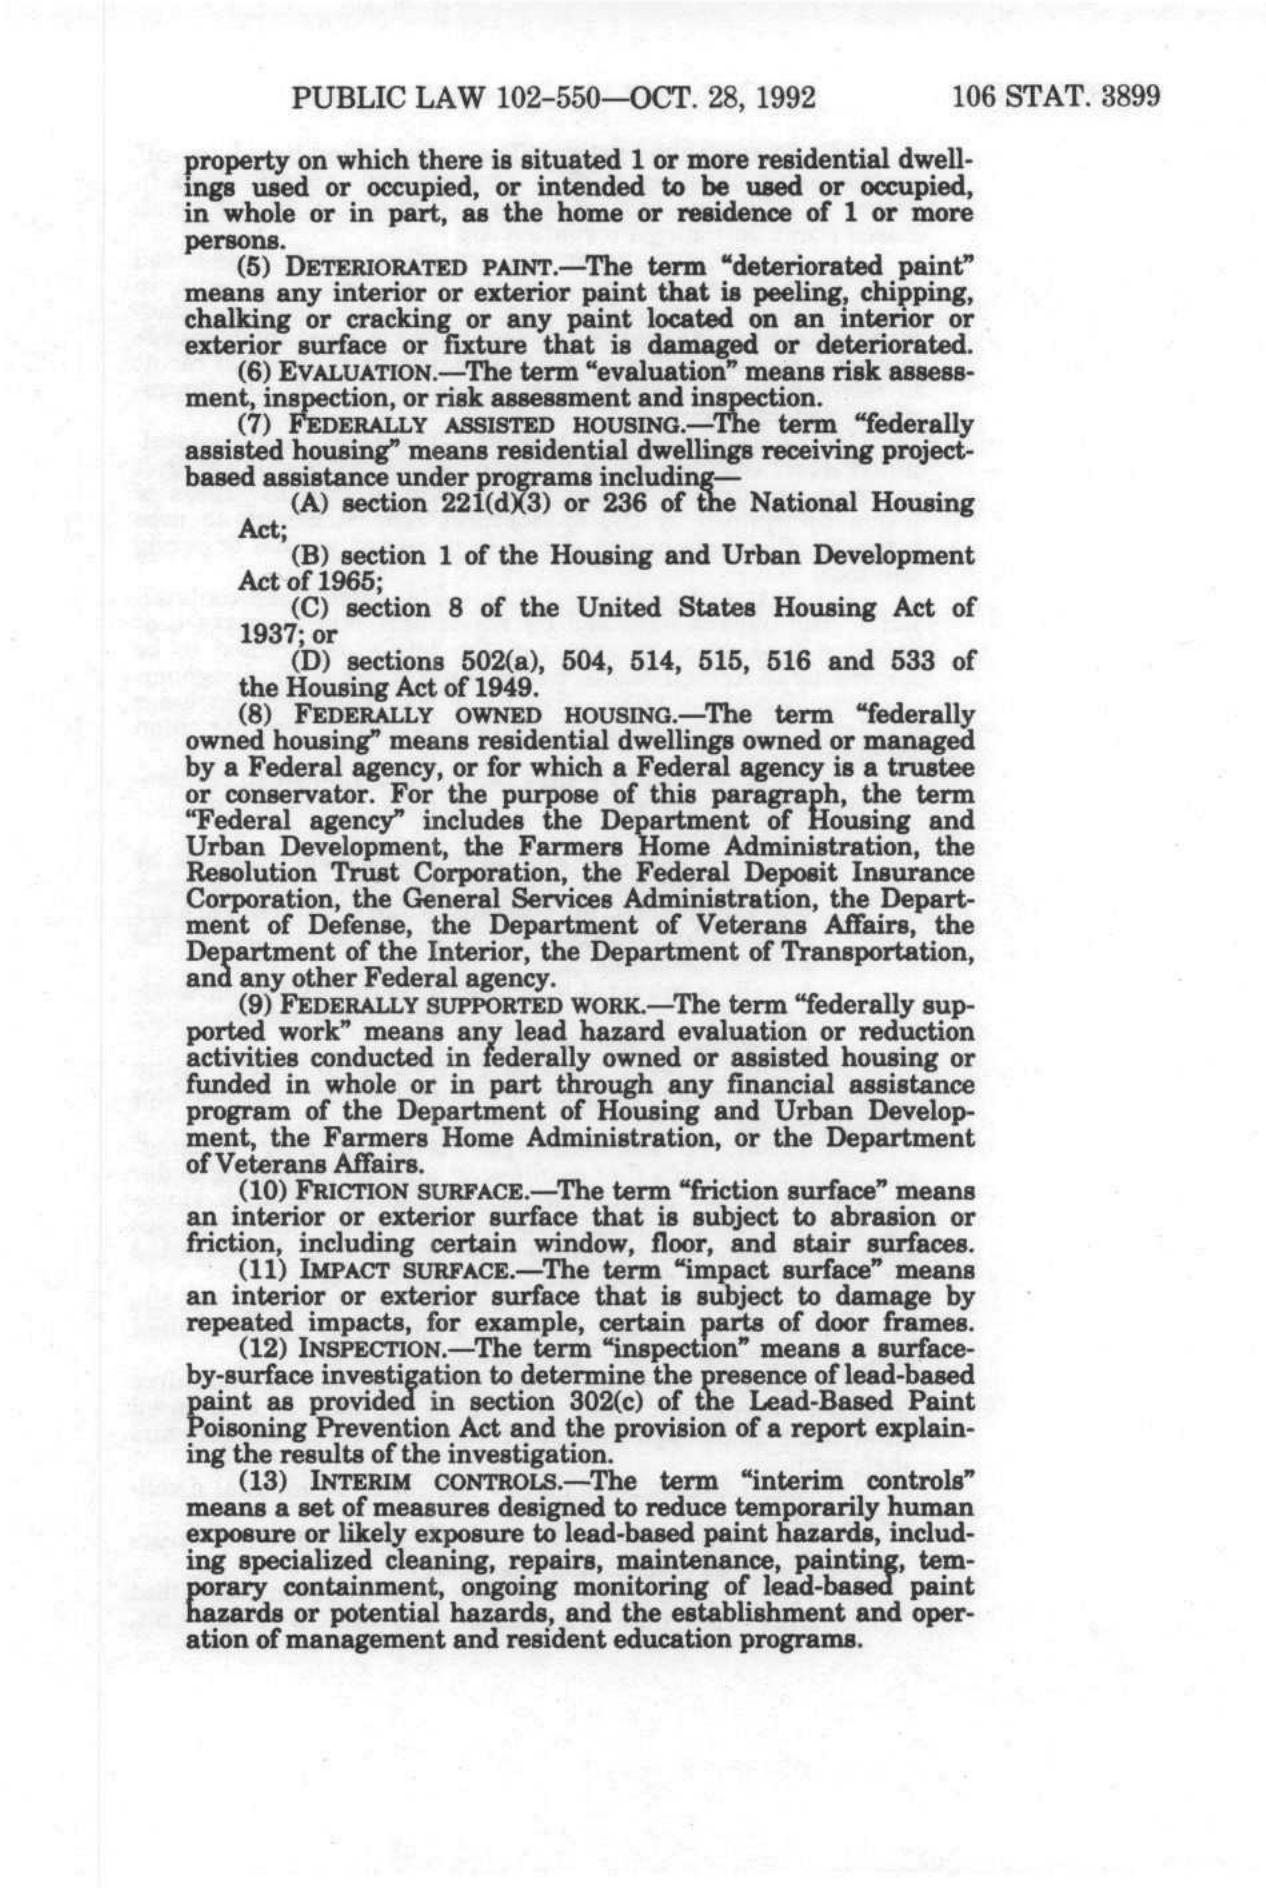 PUBLIC LAW 102-550—OCT. 28, 1992 106 STAT. 3899
property on which there is situated 1 or more residential dwell-
ings used or occupied, or intended to be used or occupied,
in whole or in part, as the home or residence of 1 or more
persons.
(5) DETERIORATED PAINT.—The term “deteriorated paint”
means any interior or exterior paint that is peeling, chipping,
chalking or cracking or any paint located on an interior or
exterior surface or fixture that is damaged or deteriorated.
(6) EVALUATION.—The term “evaluation” means risk assess-
ment, inspection, or risk assessment and inspection.
(7) FEDERALLY ASSISTED HOUSING.—The term “federally
assisted housing” means residential dwellings receiving project-
based assistance under programs including—
(A) section 221(d)(3) or 236 of the National Housing
Act;
(B) section 1 of the Housing and Urban Development
Act of 1965;
(C) section 8 of the United States Housing Act of
1937; or
(D) sections 502(a), 504, 514, 515, 516 and 533 of
the Housing Act of 1949.
(8) FEDERALLY OWNED HOUSING.—The term “federally
owned housing” means residential dwellings owned or managed
by a Federal agency, or for which a Federal agency is a trustee
or conservator. For the purpose of this paragraph, the term
“Federal agency” includes the Department of Housing and
Urban Development, the Farmers Home Administration, the
Resolution Trust Corporation, the Federal Deposit Insurance
Corporation, the General Services Administration, the Depart-
ment of Defense, the Department of Veterans Affairs, the
Department of the Interior, the Department of Transportation,
and any other Federal agency.
(9) FEDERALLY SUPPORTED WORK.—The term “federally sup-
ported work” means any lead hazard evaluation or reduction
activities conducted in federally owned or assisted housing or
funded in whole or in part through any financial assistance
program of the Department of Housing and Urban Develop-
ment, the Farmers Home Administration, or the Department
of Veterans Affairs.
(10) FRICTION SURFACE.—The term “friction surface” means
an interior or exterior surface that is subject to abrasion or
friction, including certain window, floor, and stair surfaces.
(11) IMPACT SURFACE.—The term “impact surface” means
an interior or exterior surface that is subject to damage by
repeated impacts, for example, certain parts of door frames.
(12) INSPECTION.—The term “inspection” means a surface-
by-surface investigation to determine the presence of lead-based
paint as provided in section 302(c) of the Lead-Based Paint
Poisoning Prevention Act and the provision of a report explain-
ing the results of the investigation.
(13) INTERIM CONTROLS.—The term “interim controls”
means a set of measures designed to reduce temporarily human
exposure or likely exposure to lead-based paint hazards, includ-
ing specialized cleaning, repairs, maintenance, painting, tem-
porary containment, ongoing monitoring of lead-based paint
hazards or potential hazards, and the establishment and oper-
ation of management and resident education programs.